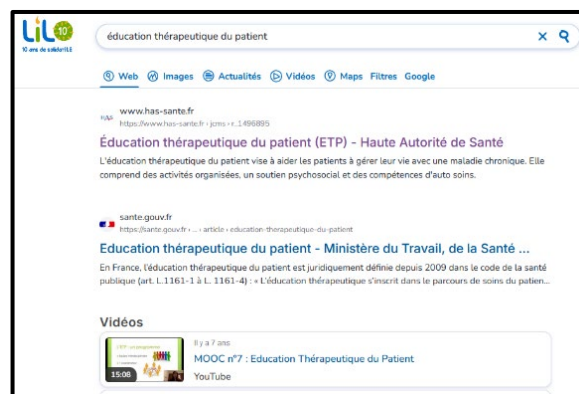 LiLO 10
10 ans de solidarité
éducation thérapeutique du patient
Web Images Actualités Vidéos Maps Filtres Google
www.has-sante.fr
https://www.has-sante.fr › jcms › r_1496895
Éducation thérapeutique du patient (ETP) - Haute Autorité de Santé
L'éducation thérapeutique du patient vise à aider les patients à gérer leur vie avec une maladie chronique. Elle
comprend des activités organisées, un soutien psychosocial et des compétences d'auto soins.
sante.gouv.fr
https://sante.gouv.fr › ... › article › education-therapeutique-du-patient
Education thérapeutique du patient - Ministère du Travail, de la Santé ...
En France, l'éducation thérapeutique du patient est juridiquement définie depuis 2009 dans le code de la santé
publique (art. L.1161-1 à L. 1161-4) : « L'éducation thérapeutique s'inscrit dans le parcours de soins du patien...
Vidéos
Il y a 7 ans
MOOC n°7 : Education Thérapeutique du Patient
15:08
YouTube